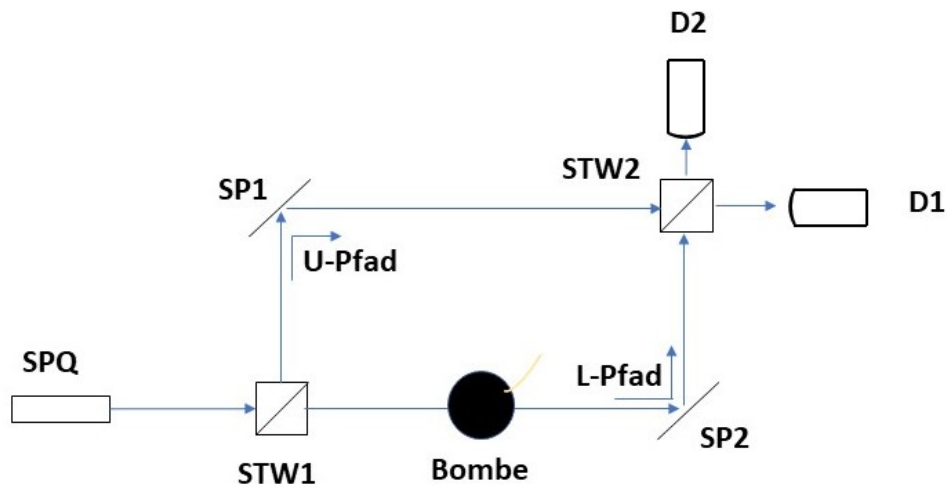 D2
STW2
SP1
D1
U-Pfad
SPQ
L-Pfad
SP2
STW1
Bombe